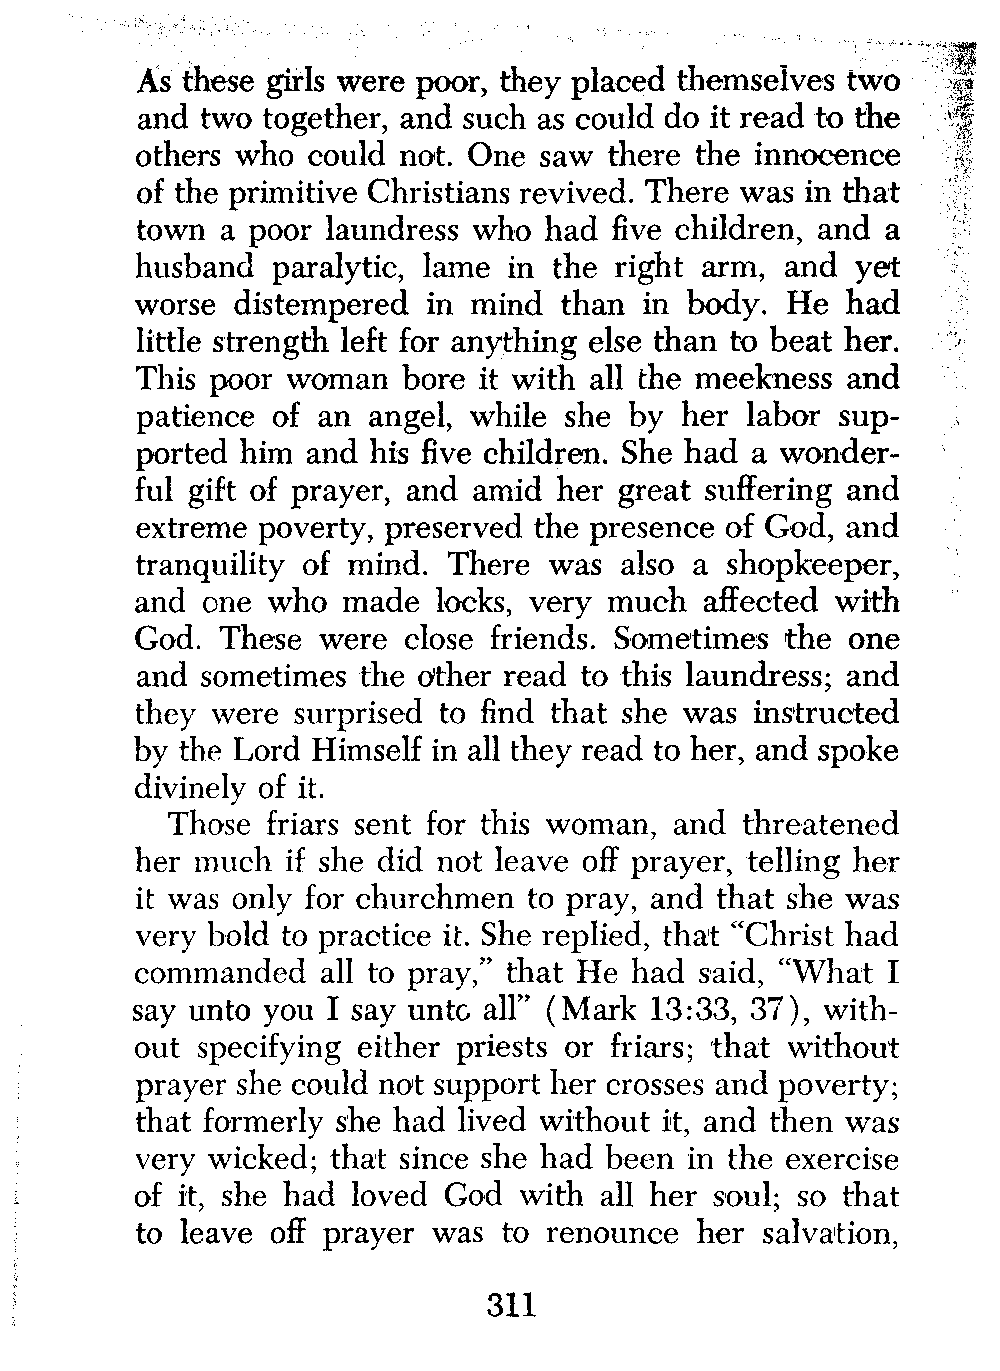 As these girls were poor, they placed themselves two
and two together, and such as could do it read to the
others who could not. One saw there the innocence
of the primitive Christians revived. There was in that
town a poor laundress who had five children, and a
husband paralytic, lame in the right arm, and yet
worse distempered in mind than in body. He had
little strength left for anything else than to beat her.
This poor woman bore it with all the meekness and
patience of an angel, while she by her labor sup-
ported him and his five children. She had a wonder-
ful gift of prayer, and amid her great suffering and
extreme poverty, preserved the presence of God, and
tranquility of mind. There was also a shopkeeper,
and one who made locks, very much affected with
God. These were close friends. Sometimes the one
and sometimes the other read to this laundress; and
they were surprised to find that she was instructed
by the Lord Himself in all they read to her, and spoke
divinely of it.
Those friars sent for this woman, and threatened
her much if she did not leave off prayer, telling her
it was only for churchmen to pray, and that she was
very bold to practice it. She replied, that “Christ had
commanded all to pray,” that He had said, “What I
say unto you I say unto all” (Mark 13:33, 37), with-
out specifying either priests or friars; that without
prayer she could not support her crosses and poverty;
that formerly she had lived without it, and then was
very wicked; that since she had been in the exercise
of it, she had loved God with all her soul; so that
to leave off prayer was to renounce her salvation,
311